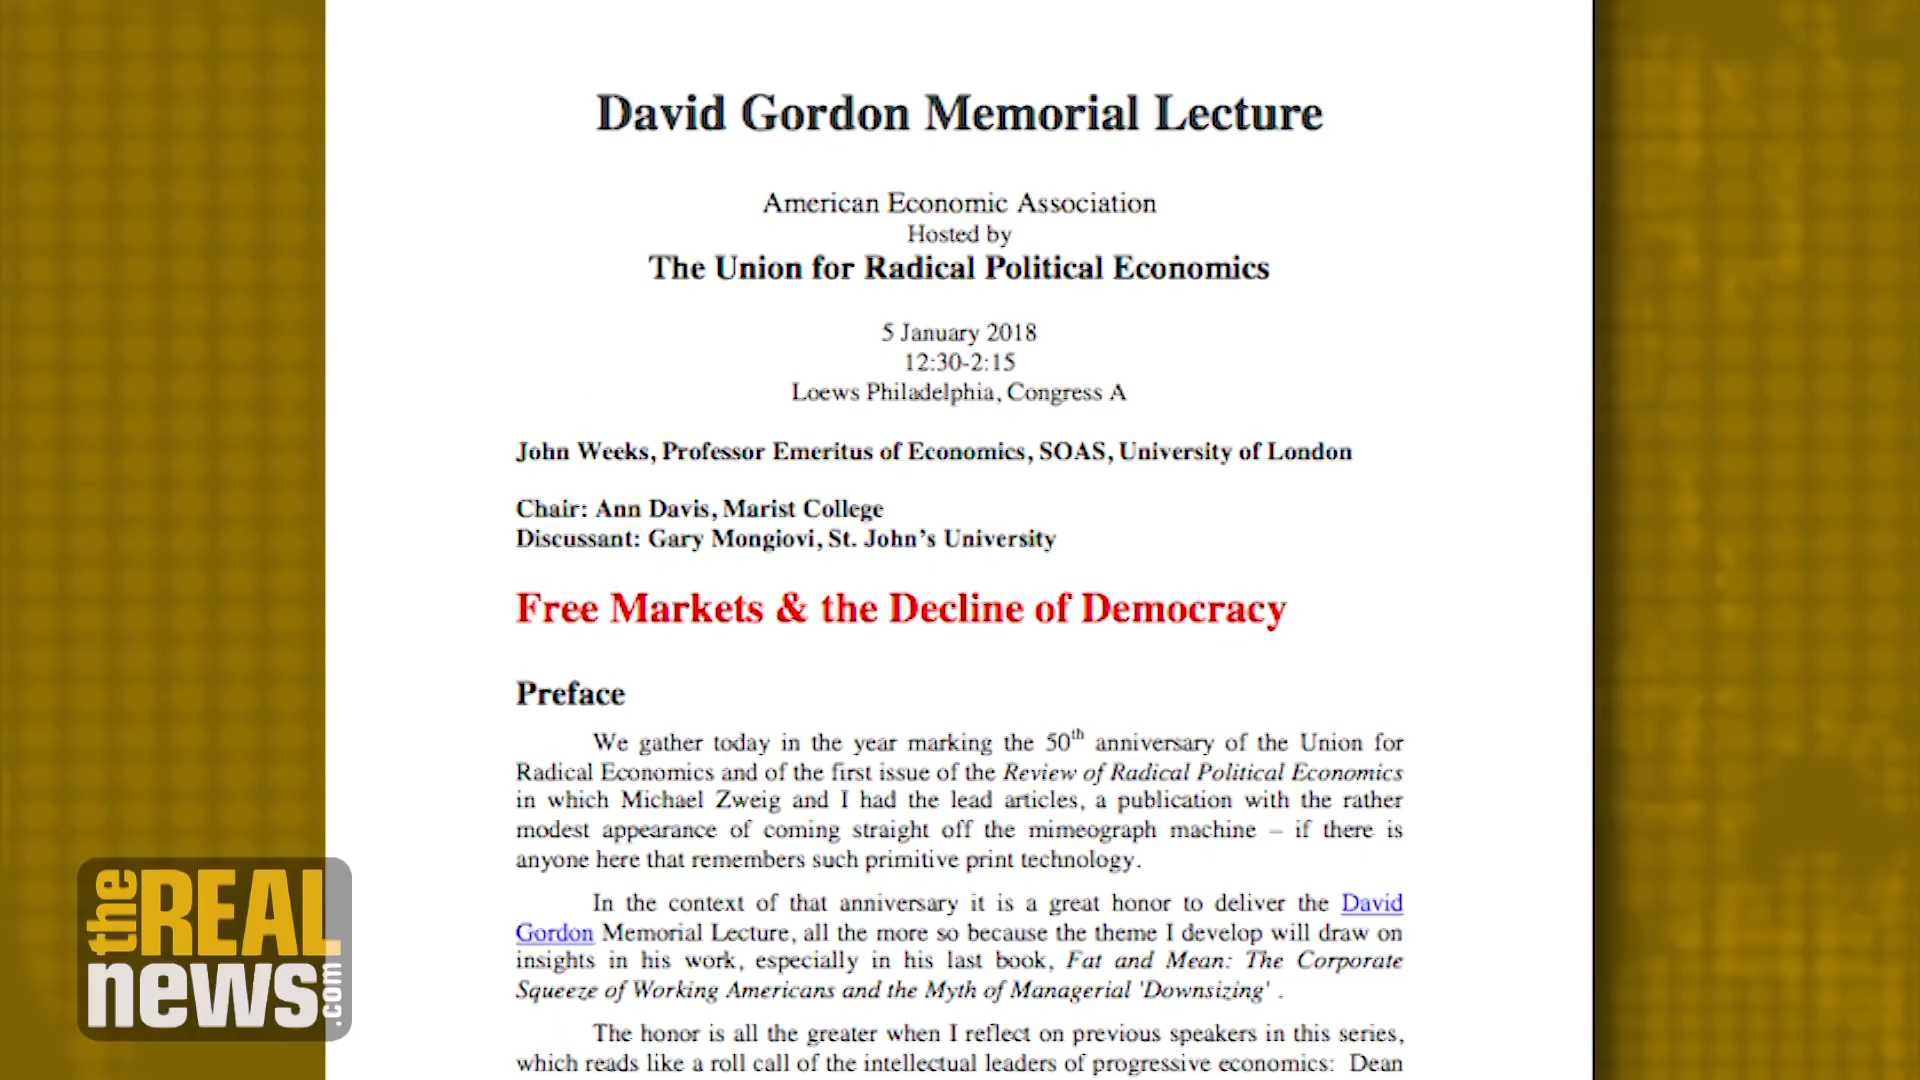 David Gordon Memorial Lecture
American Economic Association
Hosted by
The Union for Radical Political Economics
5 January 2018
12:30-2:15
Loews Philadelphia, Congress A
John Weeks, Professor Emeritus of Economics, SOAS, University of London
Chair: Ann Davis, Marist College
Discussant: Gary Mongiovi, St. John's University
Free Markets & the Decline of Democracy
Preface
We gather today in the year marking the 50th anniversary of the Union for
Radical Economics and of the first issue of the Review of Radical Political Economics
in which Michael Zweig and I had the lead articles, a publication with the rather
modest appearance of coming straight off the mimeograph machine – if there is
anyone here that remembers such primitive print technology.
In the context of that anniversary it is a great honor to deliver the David
Gordon Memorial Lecture, all the more so because the theme I develop will draw on
insights in his work, especially in his last book, Fat and Mean: The Corporate
Squeeze of Working Americans and the Myth of Managerial 'Downsizing' .
The honor is all the greater when I reflect on previous speakers in this series,
which reads like a roll call of the intellectual leaders of progressive economics: Dean
the REAL
news.com